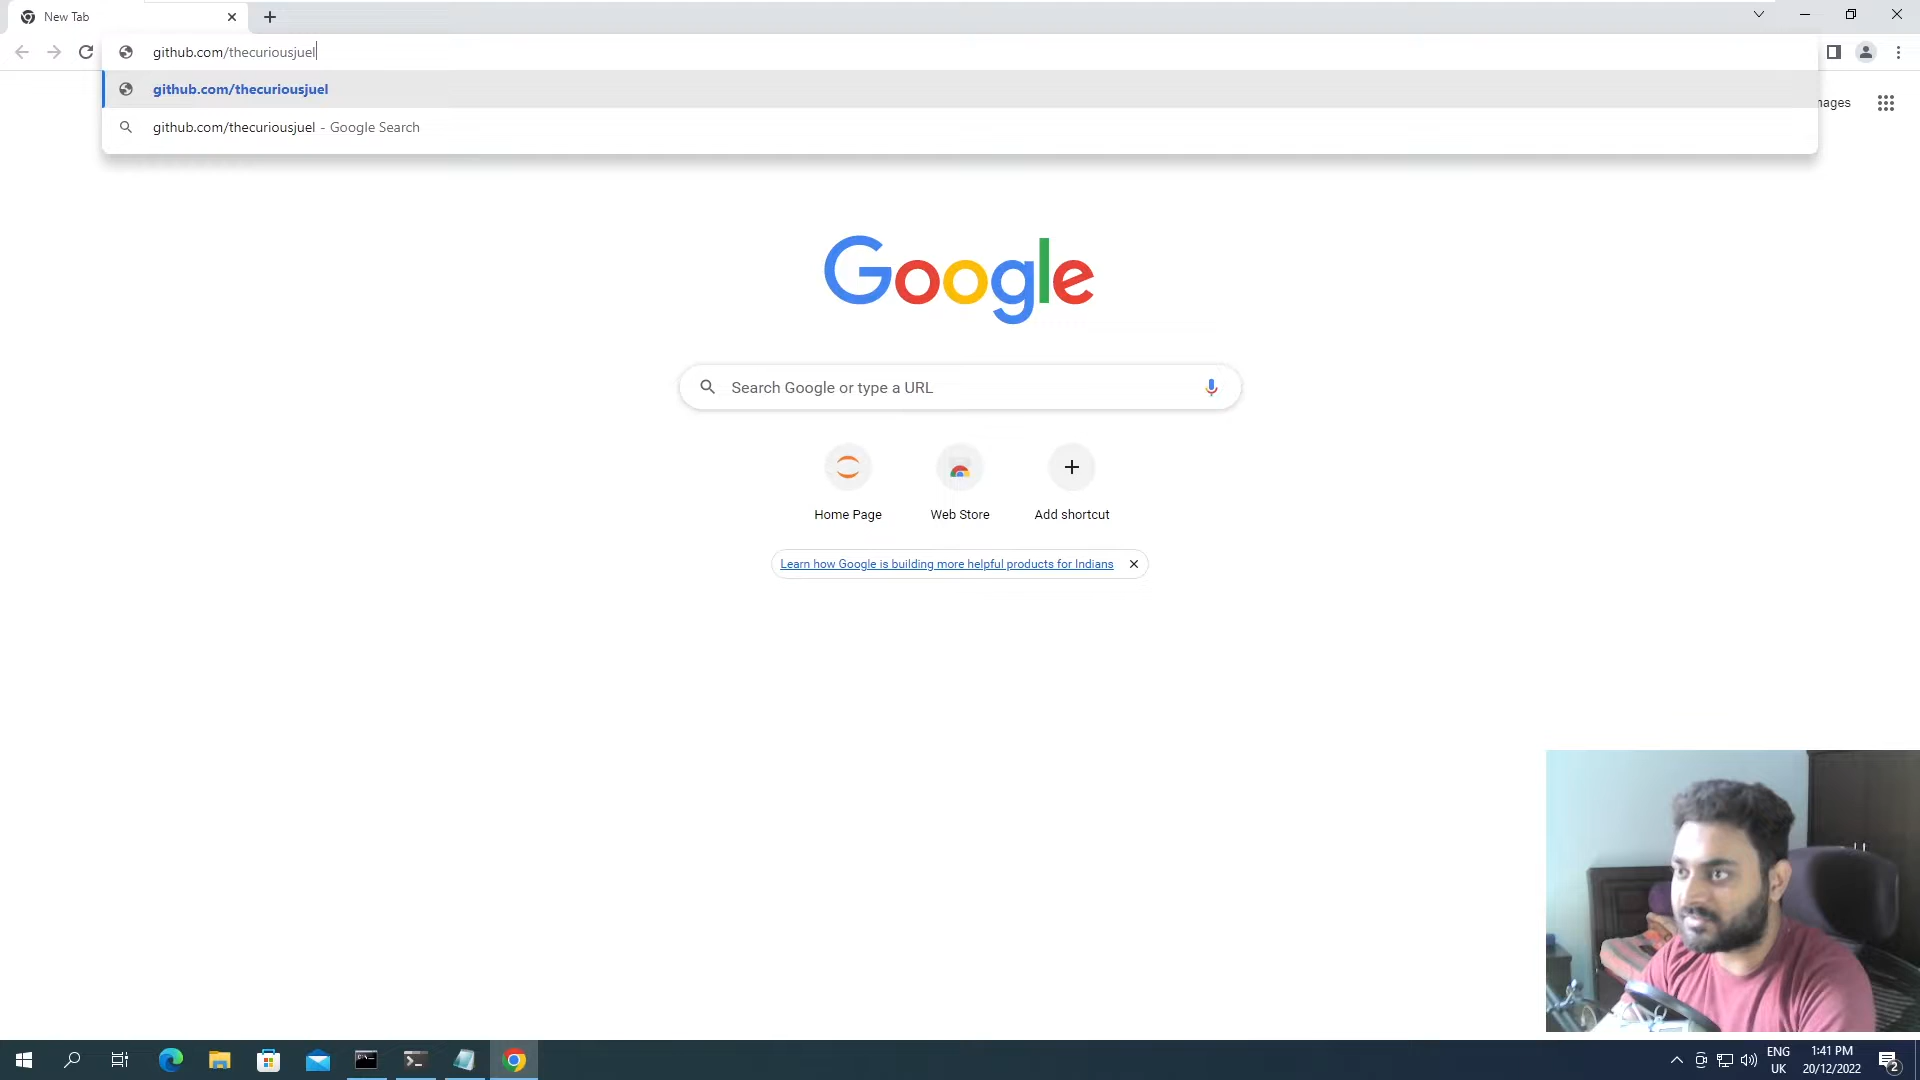 New Tab
github.com/thecuriousjuel
github.com/thecuriousjuel
github.com/thecuriousjuel - Google Search
Google
Search Google or type a URL
Home Page
Web Store
Add shortcut
Learn how Google is building more helpful products for Indians
ENG
UK
1:41 PM
20/12/2022
2